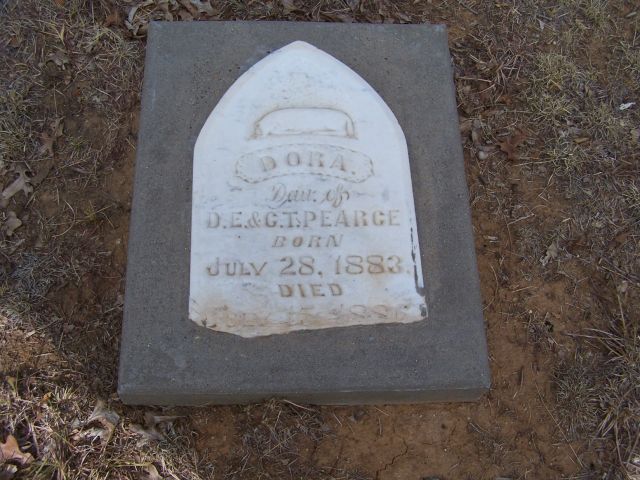 DORA.
Dau. of
D.E.&C.T.PEARCE
BORN
JULY 28, 1883.
DIED